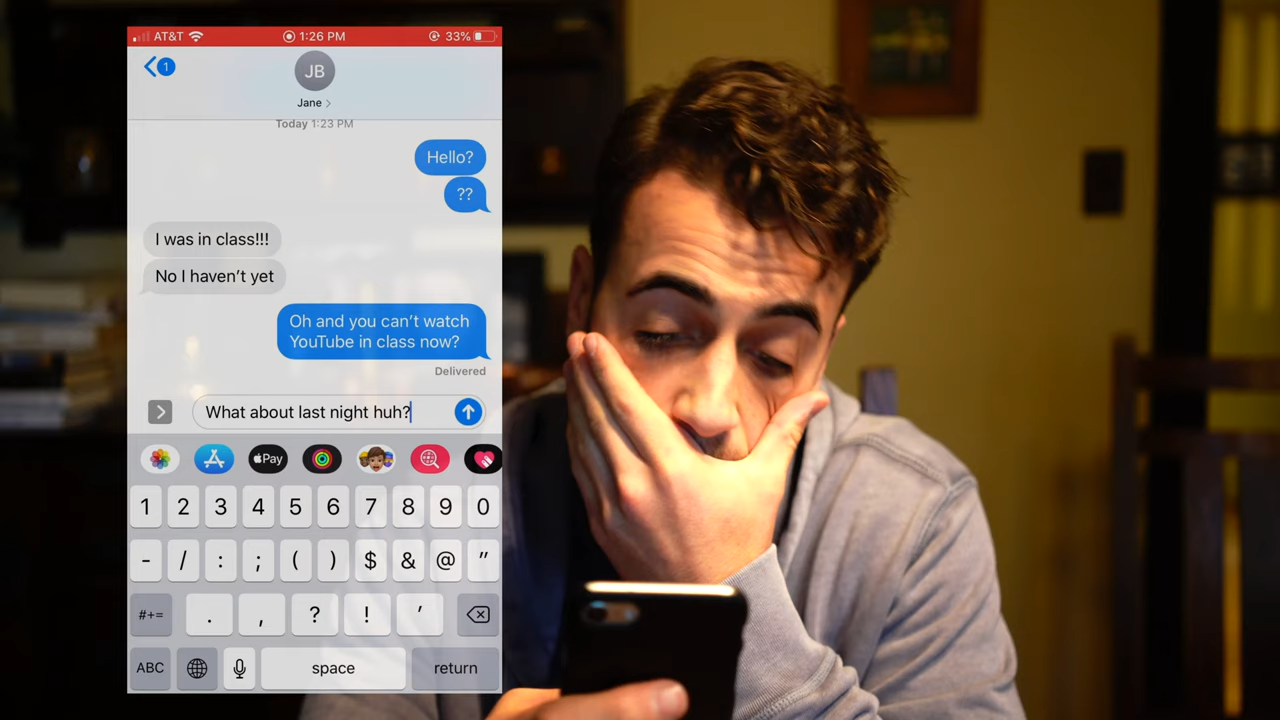 AT&T 1:26 PM 33%
1
JB
Jane >
Today 1:23 PM
Hello?
??
I was in class!!!
No I haven’t yet
Oh and you can’t watch
YouTube in class now?
Delivered
What about last night huh?
Pay
1 2 3 4 5 6 7 8 9 0
- / : ; ( ) $ & @ ”
#+= . , ? ! ’
ABC space return